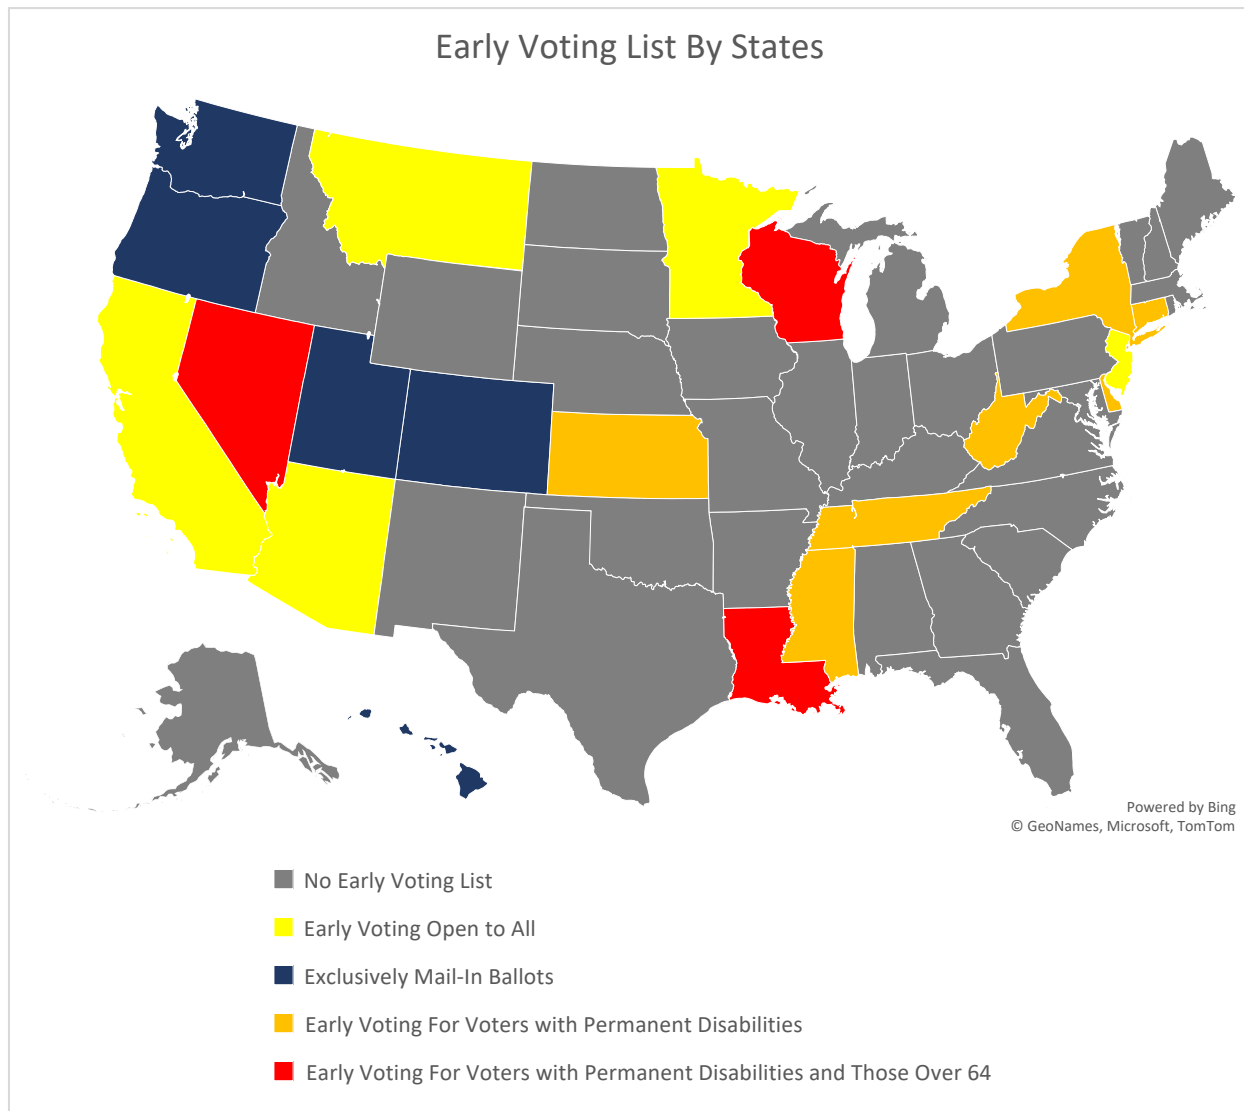 Early Voting List By States
Powered by Bing
© GeoNames, Microsoft, TomTom
No Early Voting List
Early Voting Open to All
Exclusively Mail-In Ballots
Early Voting For Voters with Permanent Disabilities
Early Voting For Voters with Permanent Disabilities and Those Over 64